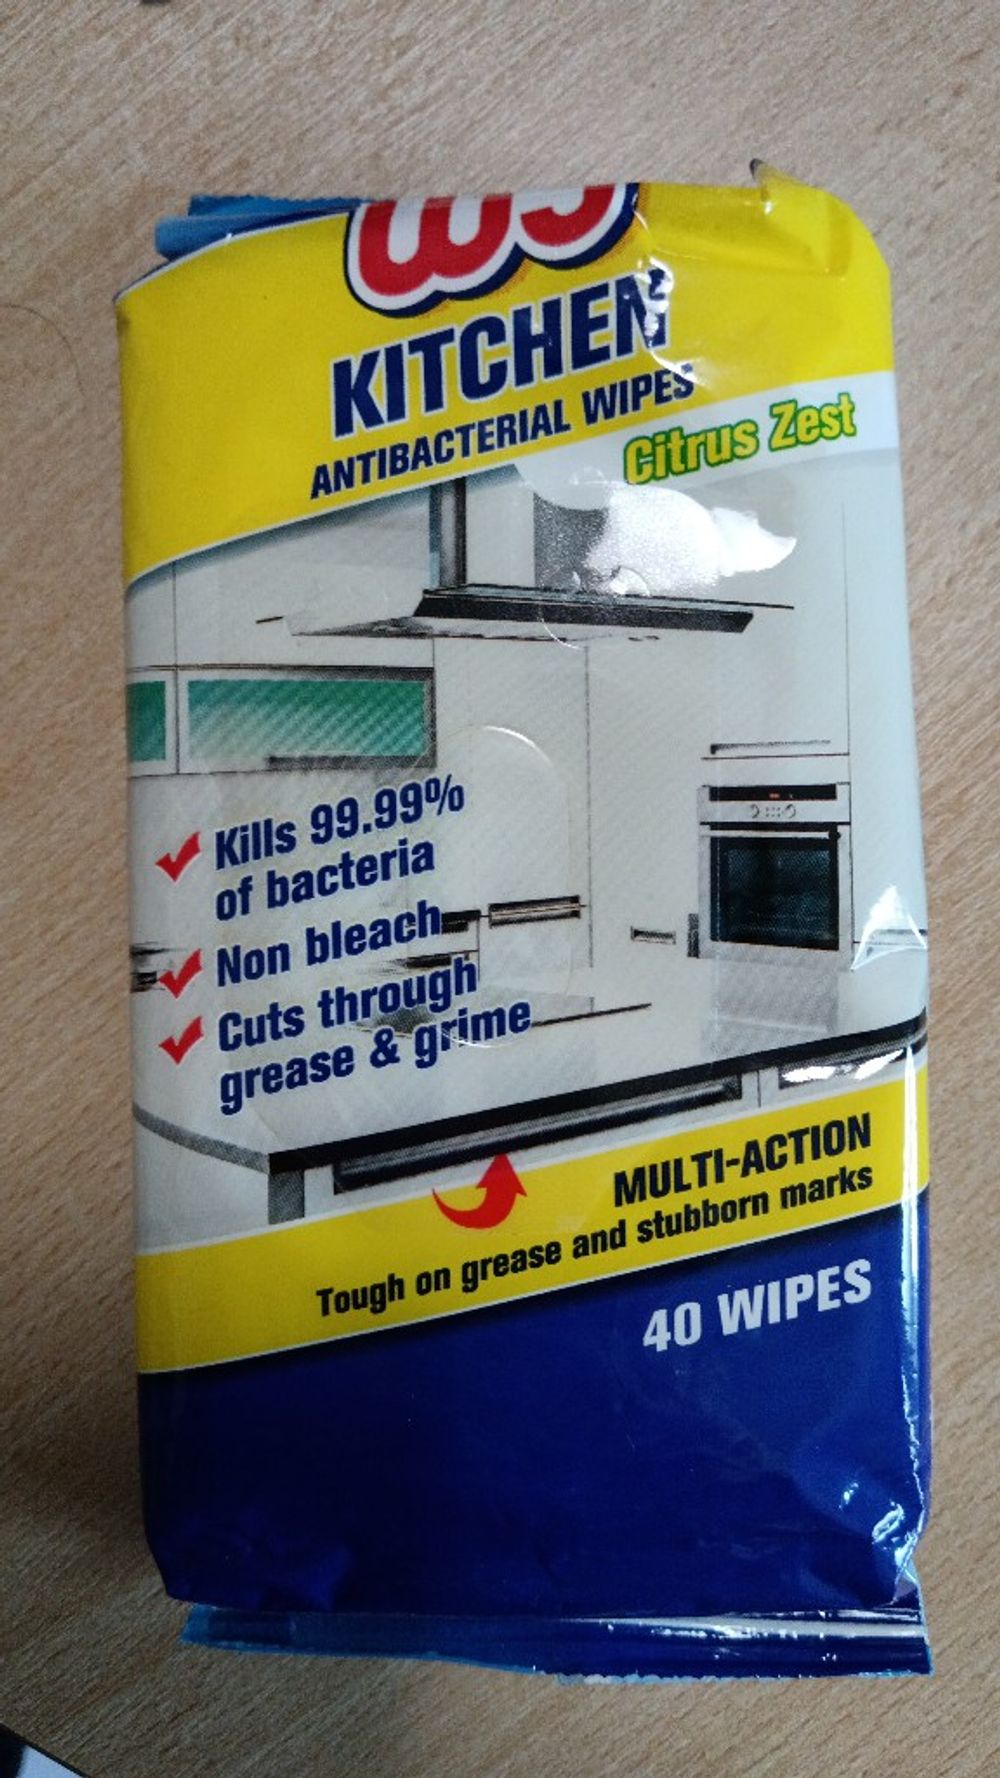 KITCHEN
ANTIBACTERIAL WIPES
Citrus Zest
Kills 99.99%
of bacteria
Non bleach
Cuts through
grease & grime
MULTI-ACTION
Tough on grease and stubborn marks
40 WIPES